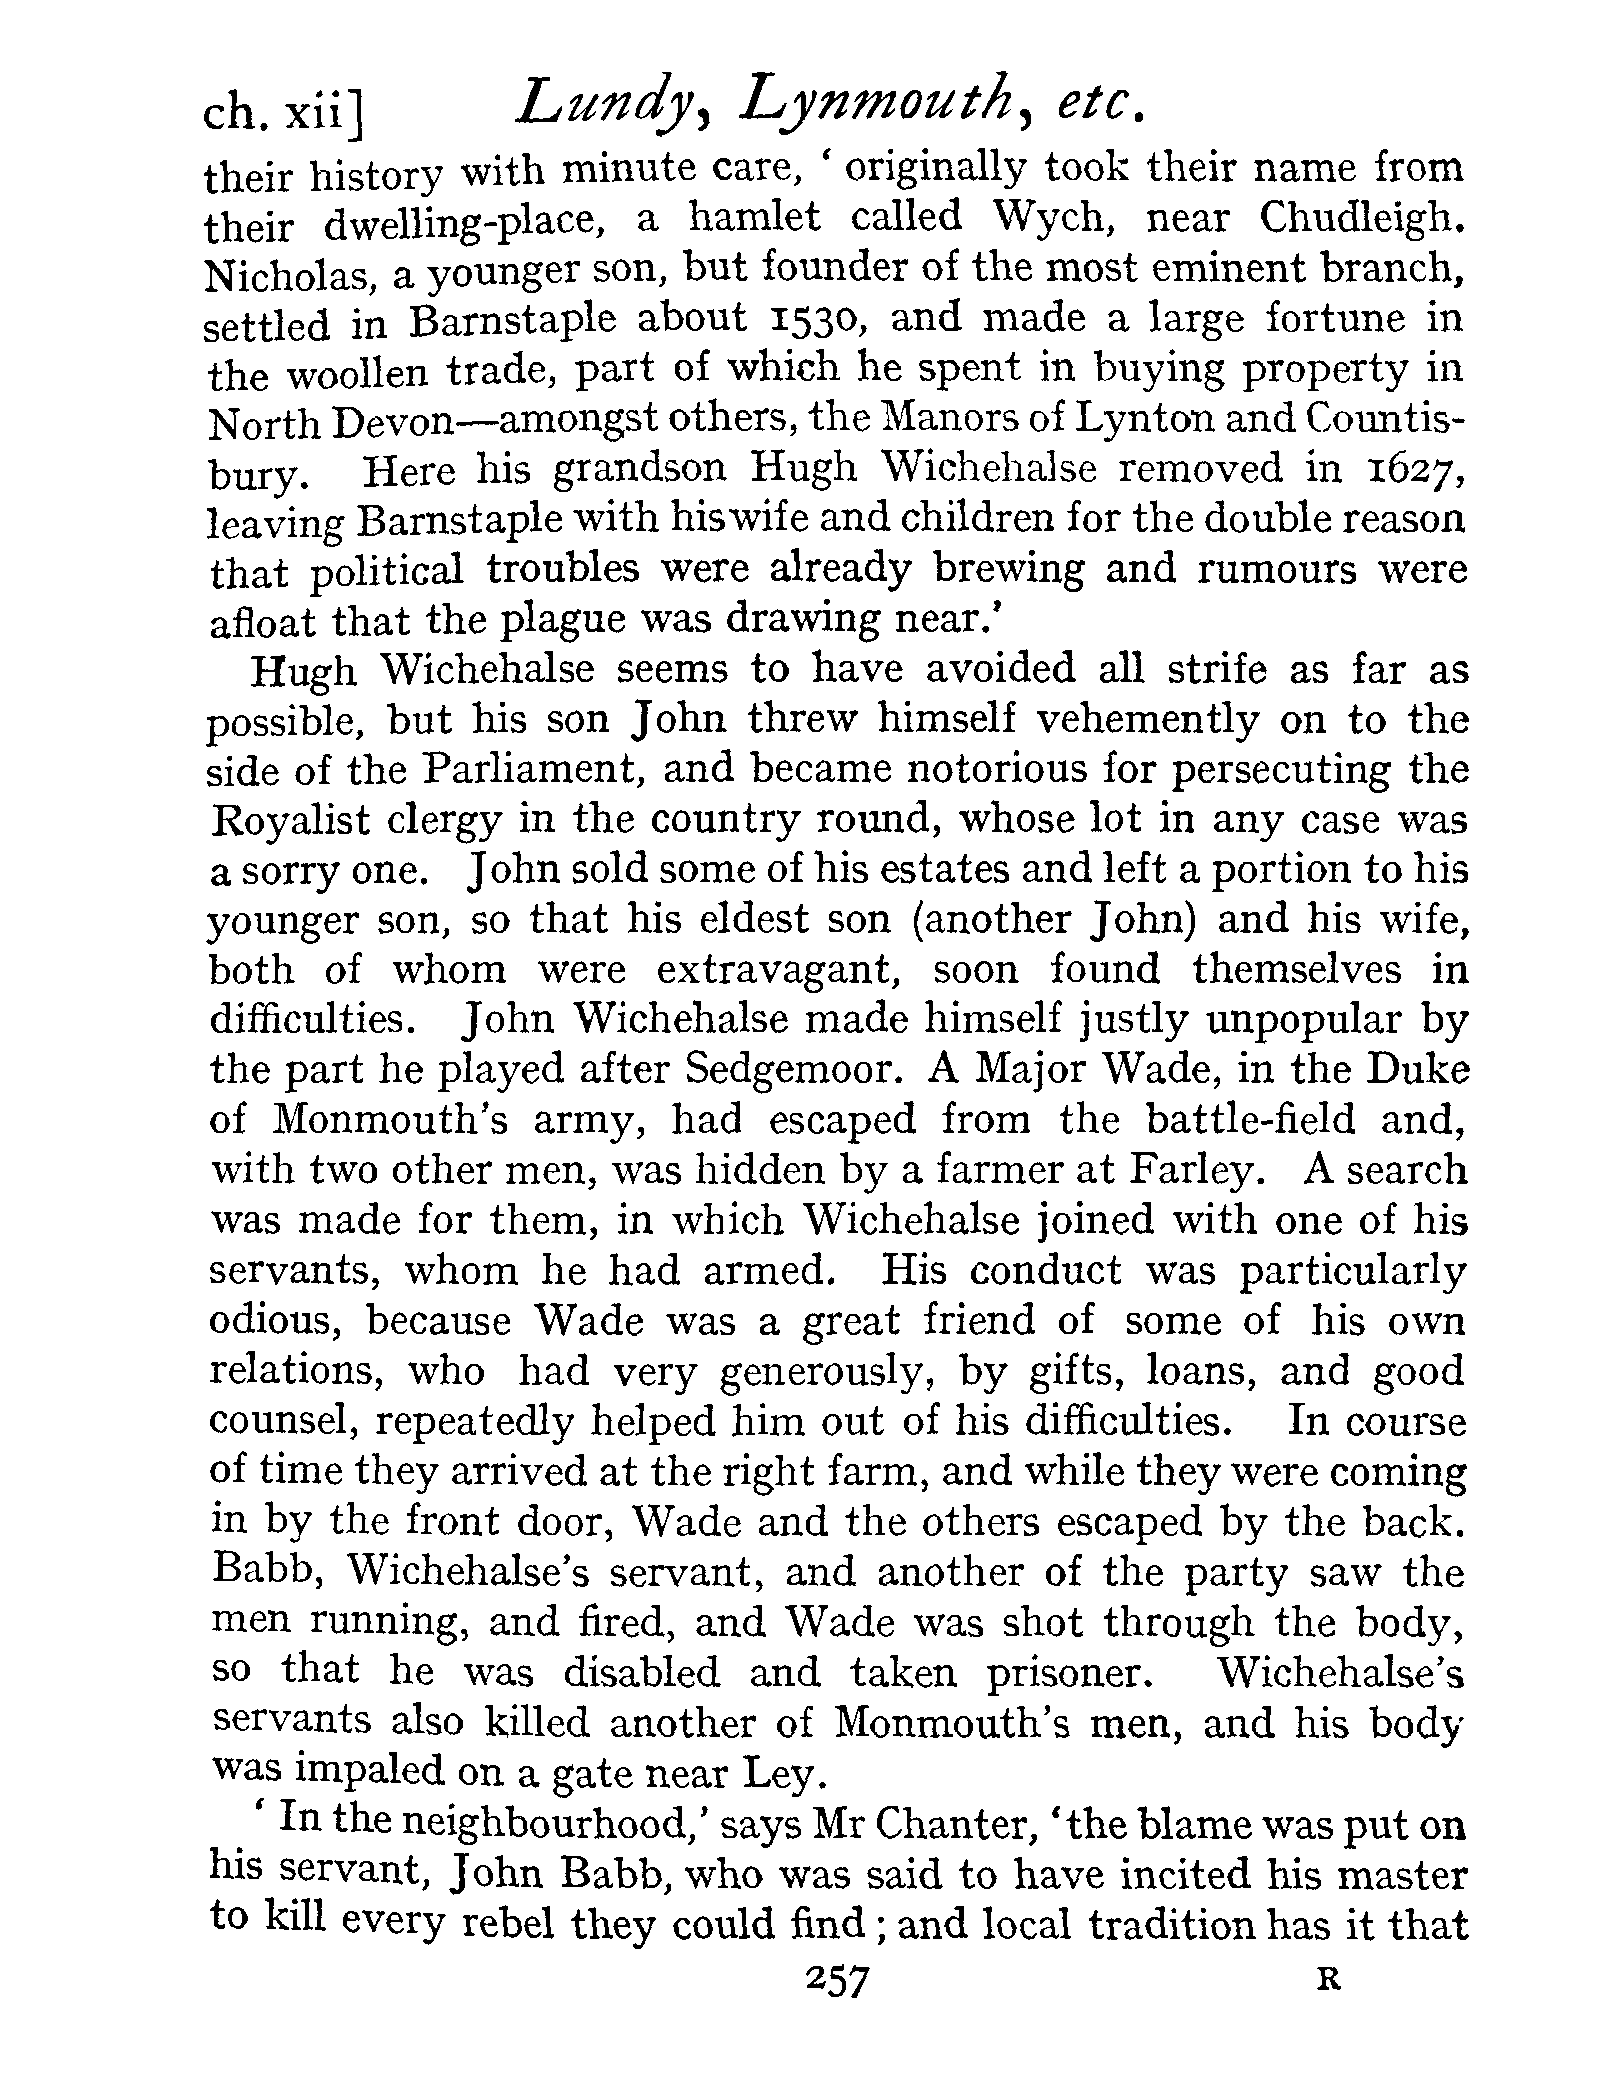 ch. xii] Lundy, Lynmouth, etc.
their history with minute care, ‘ originally took their name from
their dwelling-place, a hamlet called Wych, near Chudleigh.
Nicholas, a younger son, but founder of the most eminent branch,
settled in Barnstaple about 1530, and made a large fortune in
the woollen trade, part of which he spent in buying property in
North Devon—amongst others, the Manors of Lynton and Countis-
bury. Here his grandson Hugh Wichehalse removed in 1627,
leaving Barnstaple with his wife and children for the double reason
that political troubles were already brewing and rumours were
afloat that the plague was drawing near.’
Hugh Wichehalse seems to have avoided all strife as far as
possible, but his son John threw himself vehemently on to the
side of the Parliament, and became notorious for persecuting the
Royalist clergy in the country round, whose lot in any case was
a sorry one. John sold some of his estates and left a portion to his
younger son, so that his eldest son (another John) and his wife,
both of whom were extravagant, soon found themselves in
difficulties. John Wichehalse made himself justly unpopular by
the part he played after Sedgemoor. A Major Wade, in the Duke
of Monmouth’s army, had escaped from the battle-field and,
with two other men, was hidden by a farmer at Farley. A search
was made for them, in which Wichehalse joined with one of his
servants, whom he had armed. His conduct was particularly
odious, because Wade was a great friend of some of his own
relations, who had very generously, by gifts, loans, and good
counsel, repeatedly helped him out of his difficulties. In course
of time they arrived at the right farm, and while they were coming
in by the front door, Wade and the others escaped by the back.
Babb, Wichehalse’s servant, and another of the party saw the
men running, and fired, and Wade was shot through the body,
so that he was disabled and taken prisoner. Wichehalse’s
servants also killed another of Monmouth’s men, and his body
was impaled on a gate near Ley.
‘ In the neighbourhood,’ says Mr Chanter, ‘the blame was put on
his servant, John Babb, who was said to have incited his master
to kill every rebel they could find ; and local tradition has it that
257 R